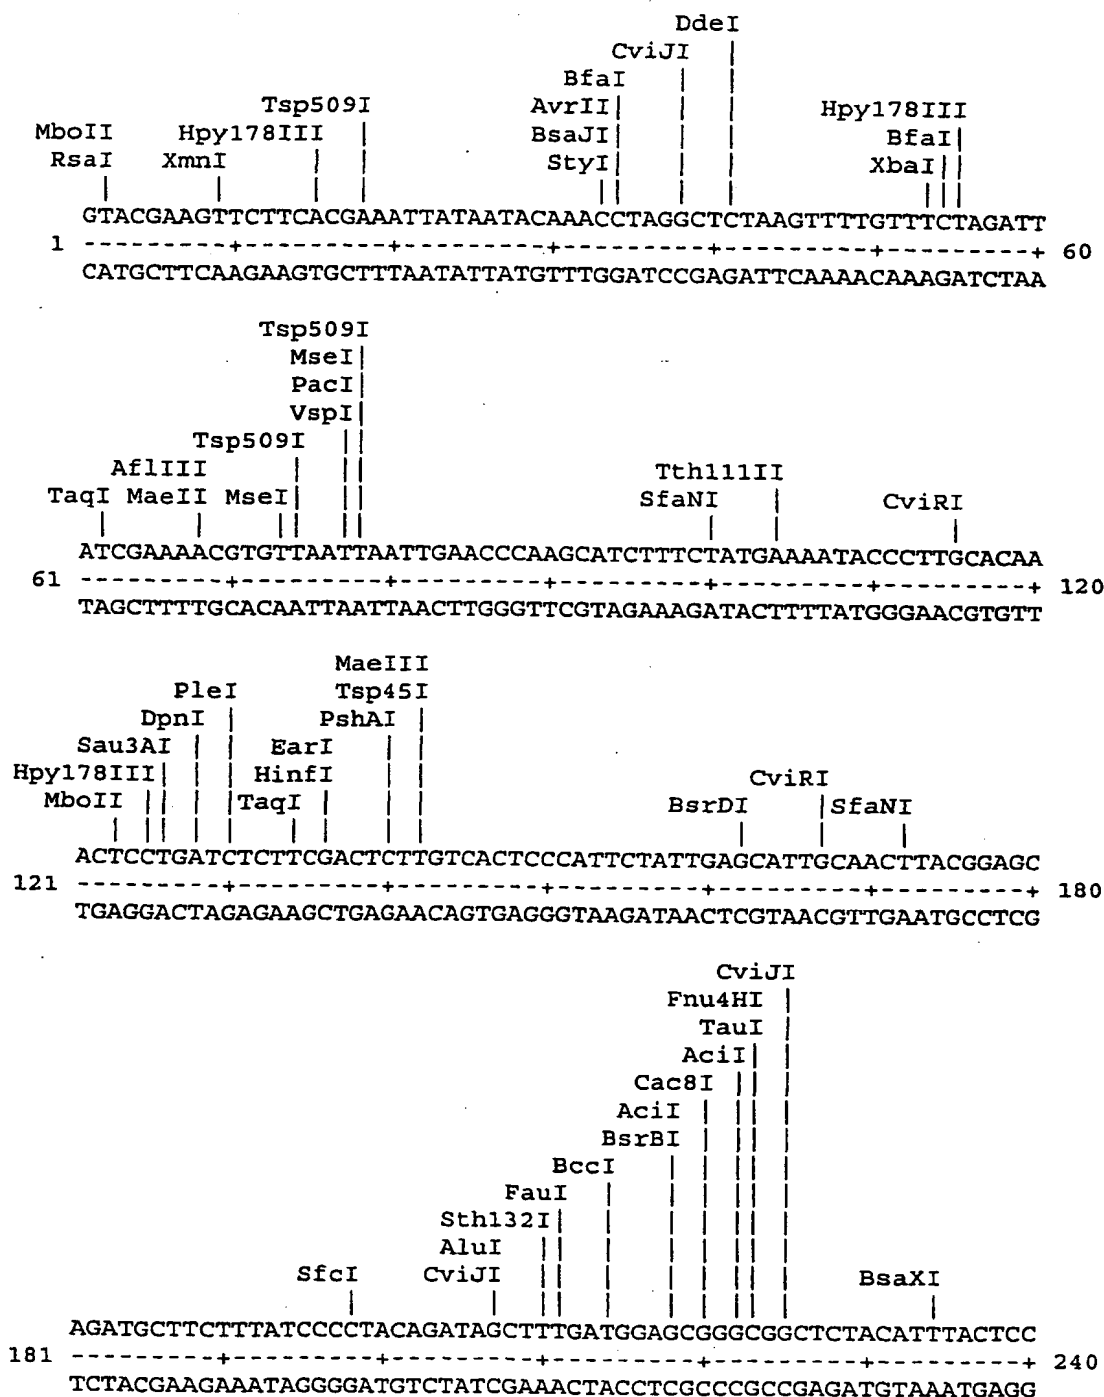 DdeI
CviJI
BfaI
Tsp509I AvrII Hpy178III
MboII Hpy178III BsaJI BfaI
RsaI XmnI StyI XbaI
GTACGAAGTTCTTCACGAAATTATAATACAAACCTAGGCTCTAAGTTTTGTTTCTAGATT
1 ---------+---------+---------+---------+---------+---------+ 60
CATGCTTCAAGAAGTGCTTTAATATTATGTTTGGATCCGAGATTCAAAACAAAGATCTAA
Tsp509I
MseI
PacI
VspI
Tsp509I
AflIII Tth111II
TaqI MaeII MseI SfaNI CviRI
ATCGAAAACGTGTTAATTAATTGAACCCAAGCATCTTTCTATGAAAATACCCTTGCACAA
61 ---------+---------+---------+---------+---------+---------+ 120
TAGCTTTTGCACAATTAATTAACTTGGGTTCGTAGAAAGATACTTTTATGGGAACGTGTT
MaeIII
PleI Tsp45I
DpnI PshAI
Sau3AI EarI
Hpy178III HinfI CviRI
MboII TaqI BsrDI SfaNI
ACTCCTGATCTCTTCGACTCTTGTCACTCCCATTCTATTGAGCATTGCAACTTACGGAGC
121 ---------+---------+---------+---------+---------+---------+ 180
TGAGGACTAGAGAAGCTGAGAACAGTGAGGGTAAGATAACTCGTAACGTTGAATGCCTCG
CviJI
Fnu4HI
TauI
AciI
Cac8I
AciI
BsrBI
BccI
FauI
Sth132I
AluI
SfcI CviJI BsaXI
AGATGCTTCTTTATCCCCTACAGATAGCTTTGATGGAGCGGGCGGCTCTACATTTACTCC
181 ---------+---------+---------+---------+---------+---------+ 240
TCTACGAAGAAATAGGGGATGTCTATCGAAACTACCTCGCCCGCCGAGATGTAAATGAGG